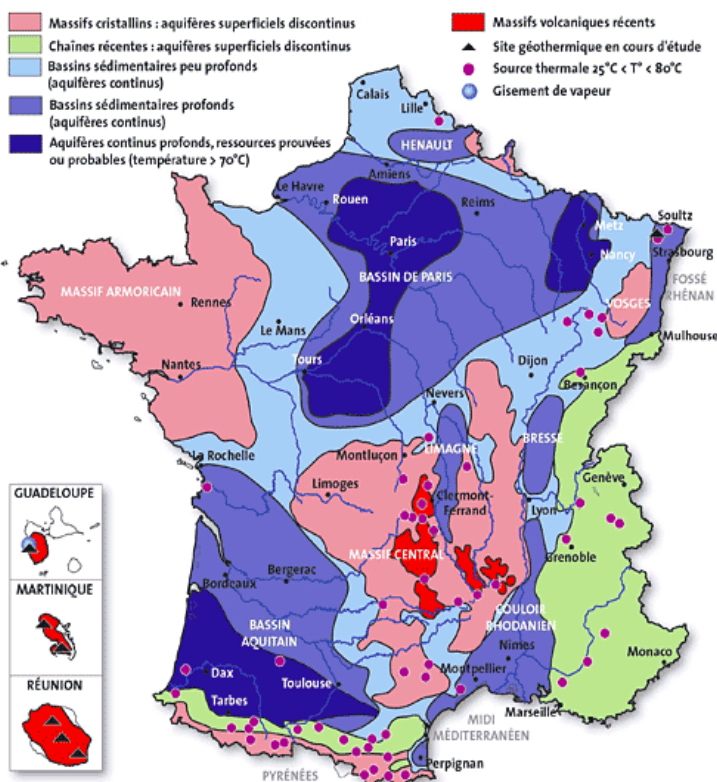 Massifs cristallins : aquifères superficiels discontinus
Chaînes récentes : aquifères superficiels discontinus
Bassins sédimentaires peu profonds
(aquifères continus)
Bassins sédimentaires profonds
(aquifères continus)
Aquifères continus profonds, ressources prouvées
ou probables (température > 70°C)
Massifs volcaniques récents
Site géothermique en cours d'étude
Source thermale 25°C < T° < 80°C
Gisement de vapeur
Calais
Lille
HENAULT
Amiens
Le Havre
Rouen
Reims
Metz
Soultz
Paris
Nancy
Strasbourg
MASSIF ARMORICAIN
BASSIN DE PARIS
FOSSÉ
RHÉNAN
Rennes
VOSGES
Orléans
Le Mans
Mulhouse
Nantes
Tours
Dijon
Besançon
Nevers
La Rochelle
Montluçon
LIMAGNE
BRESSE
Genève
Limoges
Clermont-
Ferrand
Lyon
GUADELOUPE
MASSIF CENTRAL
Grenoble
Bordeaux
Bergerac
MARTINIQUE
COULOIR
RHODANIEN
BASSIN
AQUITAIN
Nimes
Monaco
RÉUNION
Dax
Toulouse
Montpellier
Tarbes
Marseille
MIDI
MÉDITERRANÉEN
Perpignan
PYRÉNÉES